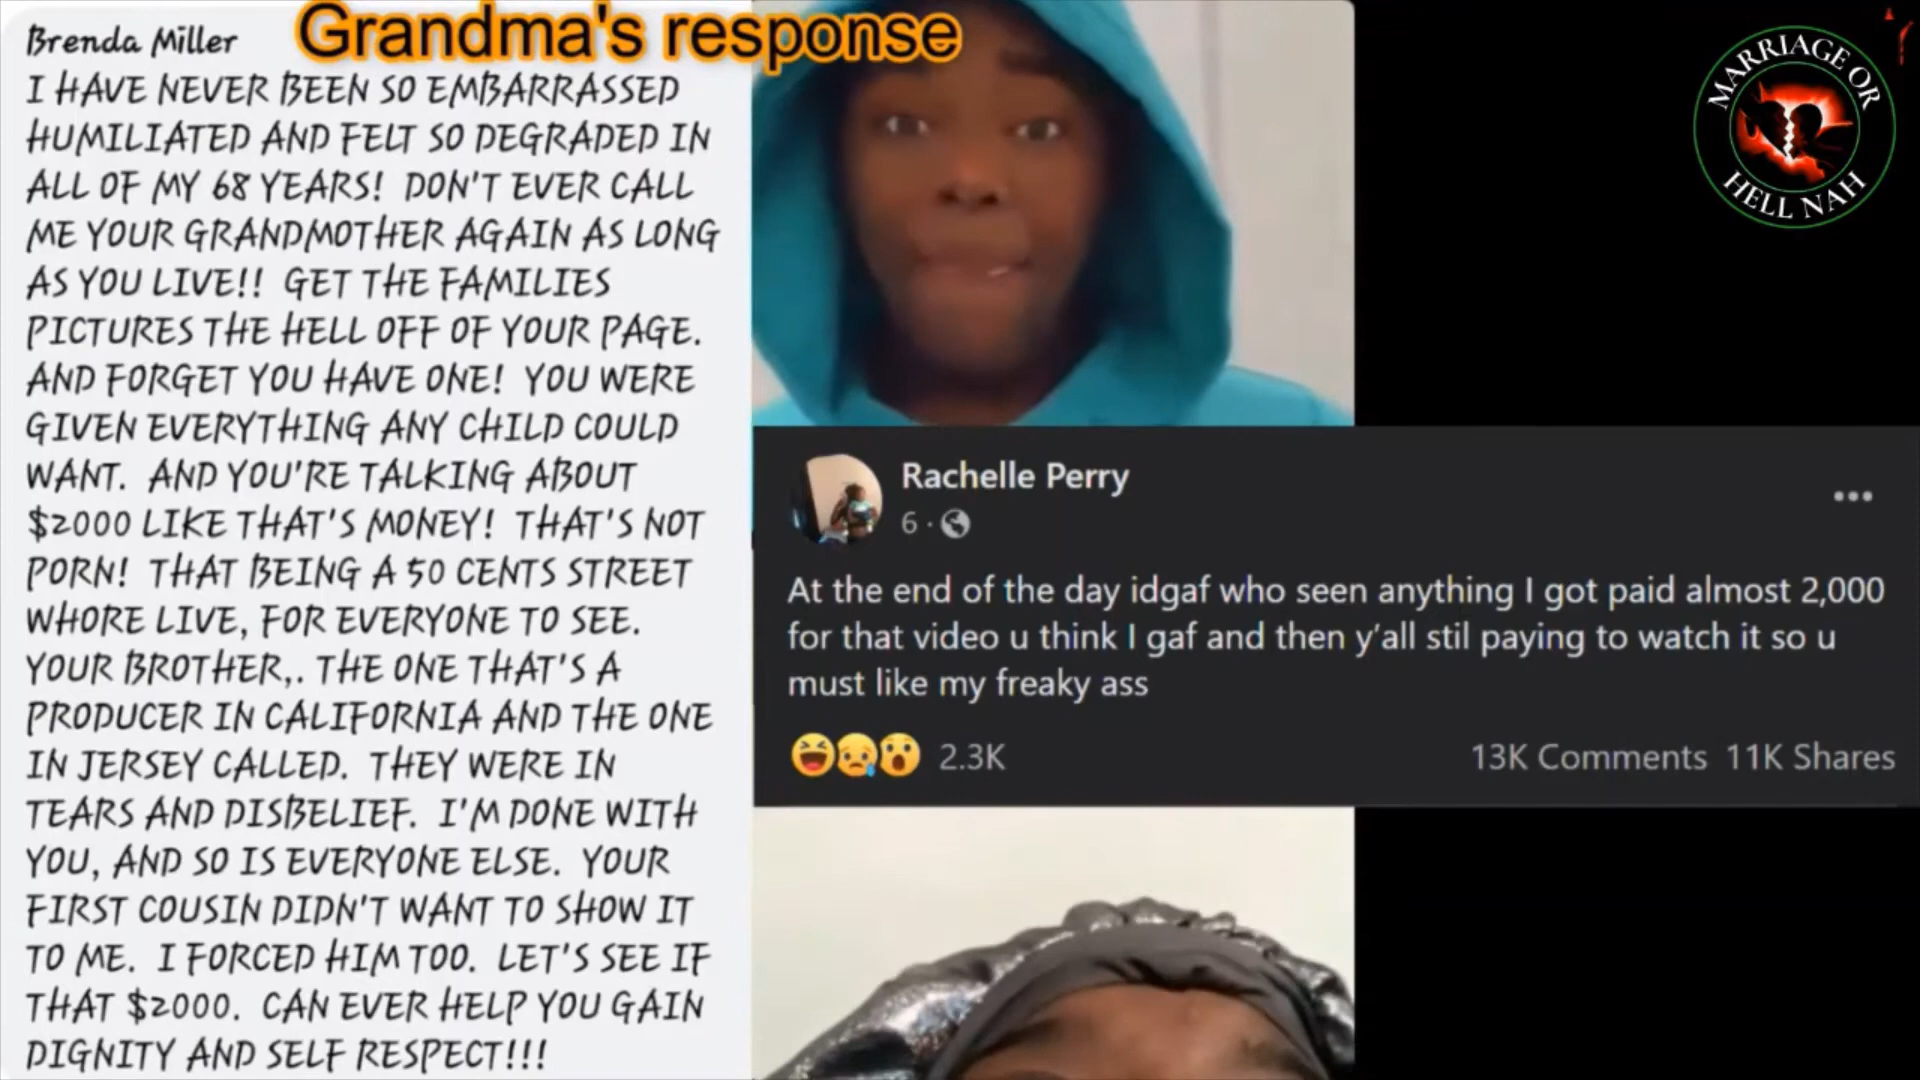 Grandma's response
Brenda Miller
I HAVE NEVER BEEN SO EMBARRASSED
HUMILIATED AND FELT SO DEGRADED IN
ALL OF MY 68 YEARS! DON'T EVER CALL
ME YOUR GRANDMOTHER AGAIN AS LONG
AS YOU LIVE!! GET THE FAMILIES
PICTURES THE HELL OFF OF YOUR PAGE.
AND FORGET YOU HAVE ONE! YOU WERE
GIVEN EVERYTHING ANY CHILD COULD
WANT. AND YOU'RE TALKING ABOUT
$2000 LIKE THAT'S MONEY! THAT'S NOT
PORN! THAT BEING A 50 CENTS STREET
WHORE LIVE, FOR EVERYONE TO SEE.
YOUR BROTHER,. THE ONE THAT'S A
PRODUCER IN CALIFORNIA AND THE ONE
IN JERSEY CALLED. THEY WERE IN
TEARS AND DISBELIEF. I'M DONE WITH
YOU, AND SO IS EVERYONE ELSE. YOUR
FIRST COUSIN DIDN'T WANT TO SHOW IT
TO ME. I FORCED HIM TOO. LET'S SEE IF
THAT $2000. CAN EVER HELP YOU GAIN
DIGNITY AND SELF RESPECT!!!
MARRIAGE OR
HELL NAH
Rachelle Perry
6 ·
At the end of the day idgaf who seen anything I got paid almost 2,000
for that video u think I gaf and then y'all stil paying to watch it so u
must like my freaky ass
2.3K
13K Comments 11K Shares